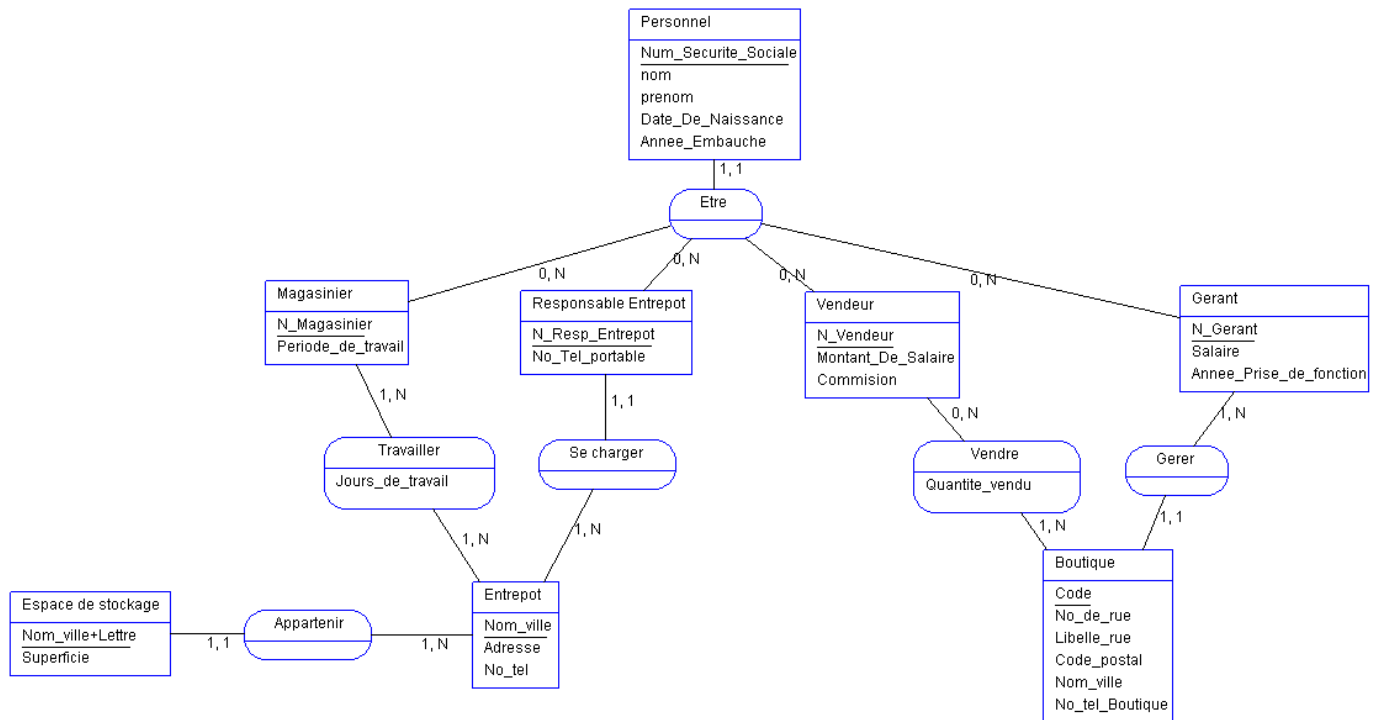 Personnel
Num_Securite_Sociale
nom
prenom
Date_De_Naissance
Annee_Embauche
1, 1
Etre
0, N
0, N
0, N
0, N
Magasinier
N_Magasinier
Periode_de_travail
Responsable Entrepot
N_Resp_Entrepot
No_Tel_portable
Vendeur
N_Vendeur
Montant_De_Salaire
Commision
Gerant
N_Gerant
Salaire
Annee_Prise_de_fonction
1, N
1, 1
0, N
1, N
Travailler
Jours_de_travail
Se charger
Vendre
Quantite_vendu
Gerer
1, N
1, N
1, N
1, 1
Espace de stockage
Nom_ville+Lettre
Superficie
1, 1
Appartenir
1, N
Entrepot
Nom_ville
Adresse
No_tel
Boutique
Code
No_de_rue
Libelle_rue
Code_postal
Nom_ville
No_tel_Boutique